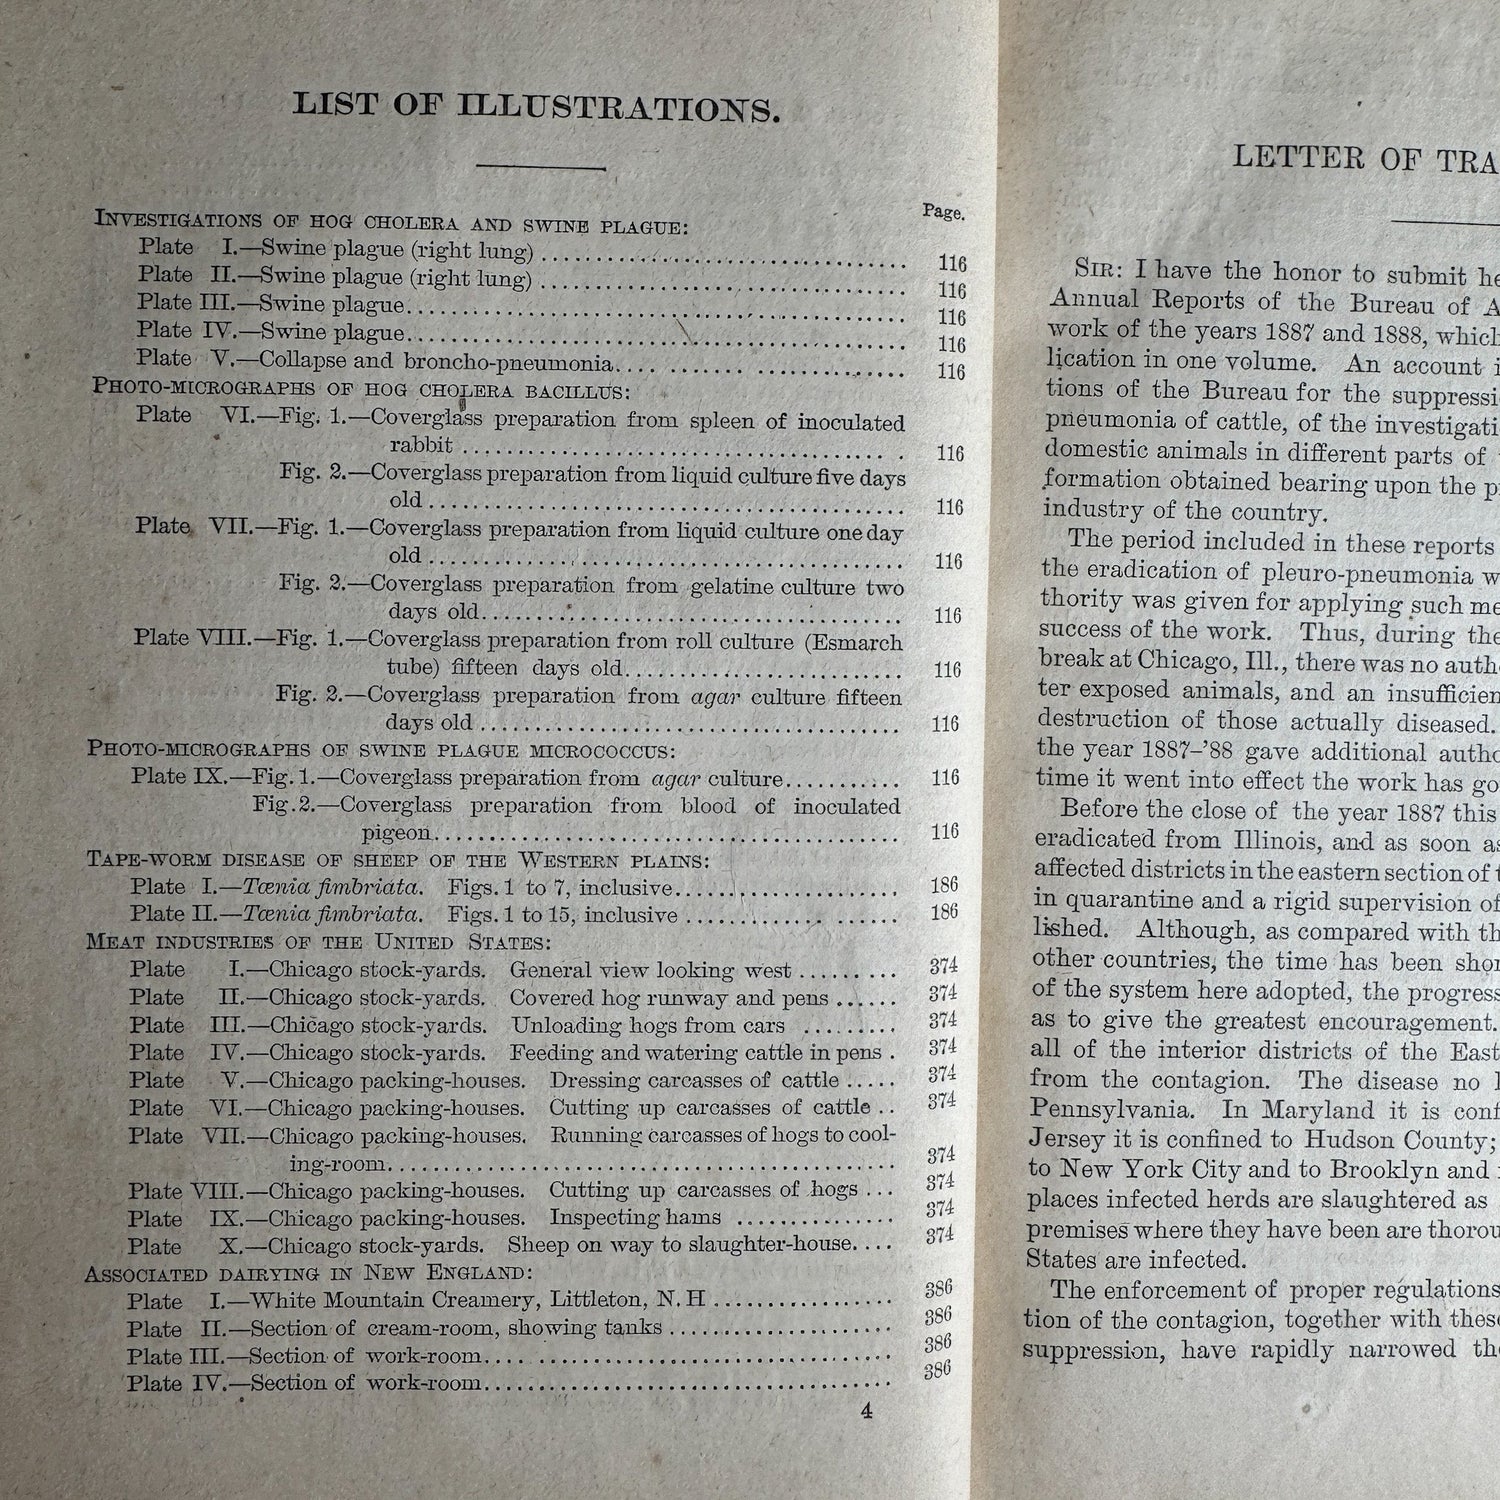 LIST OF ILLUSTRATIONS.
Page.
INVESTIGATIONS OF HOG CHOLERA AND SWINE PLAGUE:
Plate I.—Swine plague (right lung) ........ 116
Plate II.—Swine plague (right lung) ........ 116
Plate III.—Swine plague........ 116
Plate IV.—Swine plague........ 116
Plate V.—Collapse and broncho-pneumonia........ 116
PHOTO-MICROGRAPHS OF HOG CHOLERA BACILLUS:
Plate VI.—Fig. 1.—Coverglass preparation from spleen of inoculated
rabbit ........ 116
Fig. 2.—Coverglass preparation from liquid culture five days
old ........ 116
Plate VII.—Fig. 1.—Coverglass preparation from liquid culture one day
old ........ 116
Fig. 2.—Coverglass preparation from gelatine culture two
days old........ 116
Plate VIII.—Fig. 1.—Coverglass preparation from roll culture (Esmarch
tube) fifteen days old........ 116
Fig. 2.—Coverglass preparation from agar culture fifteen
days old ........ 116
PHOTO-MICROGRAPHS OF SWINE PLAGUE MICROCOCCUS:
Plate IX.—Fig. 1.—Coverglass preparation from agar culture........ 116
Fig. 2.—Coverglass preparation from blood of inoculated
pigeon........ 116
TAPE-WORM DISEASE OF SHEEP OF THE WESTERN PLAINS:
Plate I.—Tænia fimbriata. Figs. 1 to 7, inclusive........ 186
Plate II.—Tænia fimbriata. Figs. 1 to 15, inclusive ........ 186
MEAT INDUSTRIES OF THE UNITED STATES:
Plate I.—Chicago stock-yards. General view looking west ........ 374
Plate II.—Chicago stock-yards. Covered hog runway and pens ...... 374
Plate III.—Chicago stock-yards. Unloading hogs from cars ........ 374
Plate IV.—Chicago stock-yards. Feeding and watering cattle in pens . 374
Plate V.—Chicago packing-houses. Dressing carcasses of cattle ..... 374
Plate VI.—Chicago packing-houses. Cutting up carcasses of cattle .. 374
Plate VII.—Chicago packing-houses. Running carcasses of hogs to cool-
ing-room........ 374
Plate VIII.—Chicago packing-houses. Cutting up carcasses of hogs ... 374
Plate IX.—Chicago packing-houses. Inspecting hams ........ 374
Plate X.—Chicago stock-yards. Sheep on way to slaughter-house.... 374
ASSOCIATED DAIRYING IN NEW ENGLAND:
Plate I.—White Mountain Creamery, Littleton, N. H ........ 386
Plate II.—Section of cream-room, showing tanks ........ 386
Plate III.—Section of work-room........ 386
Plate IV.—Section of work-room........ 386
4
LETTER OF TRA
SIR: I have the honor to submit he
Annual Reports of the Bureau of A
work of the years 1887 and 1888, which
lication in one volume. An account i
tions of the Bureau for the suppressi
pneumonia of cattle, of the investigati
domestic animals in different parts of
formation obtained bearing upon the p
industry of the country.
The period included in these reports
the eradication of pleuro-pneumonia w
thority was given for applying such me
success of the work. Thus, during the
break at Chicago, Ill., there was no auth
ter exposed animals, and an insufficien
destruction of those actually diseased.
the year 1887–'88 gave additional autho
time it went into effect the work has go
Before the close of the year 1887 this
eradicated from Illinois, and as soon as
affected districts in the eastern section of t
in quarantine and a rigid supervision of
lished. Although, as compared with th
other countries, the time has been shor
of the system here adopted, the progress
as to give the greatest encouragement.
all of the interior districts of the East
from the contagion. The disease no l
Pennsylvania. In Maryland it is conf
Jersey it is confined to Hudson County;
to New York City and to Brooklyn and
places infected herds are slaughtered as
premises where they have been are thorou
States are infected.
The enforcement of proper regulations
tion of the contagion, together with these
suppression, have rapidly narrowed the